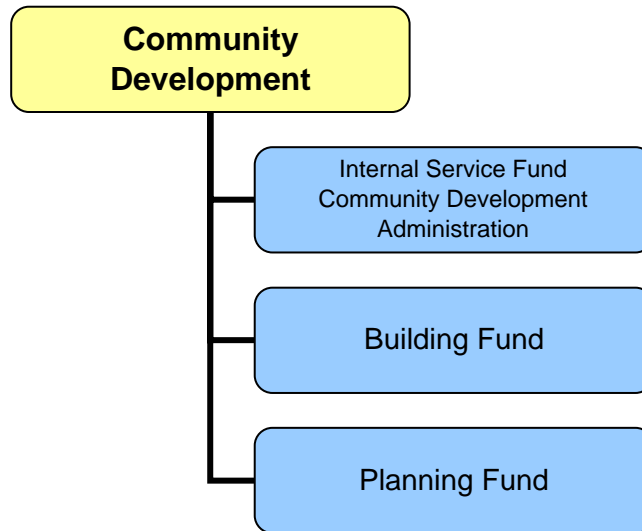 Community
Development
Internal Service Fund
Community Development
Administration
Building Fund
Planning Fund